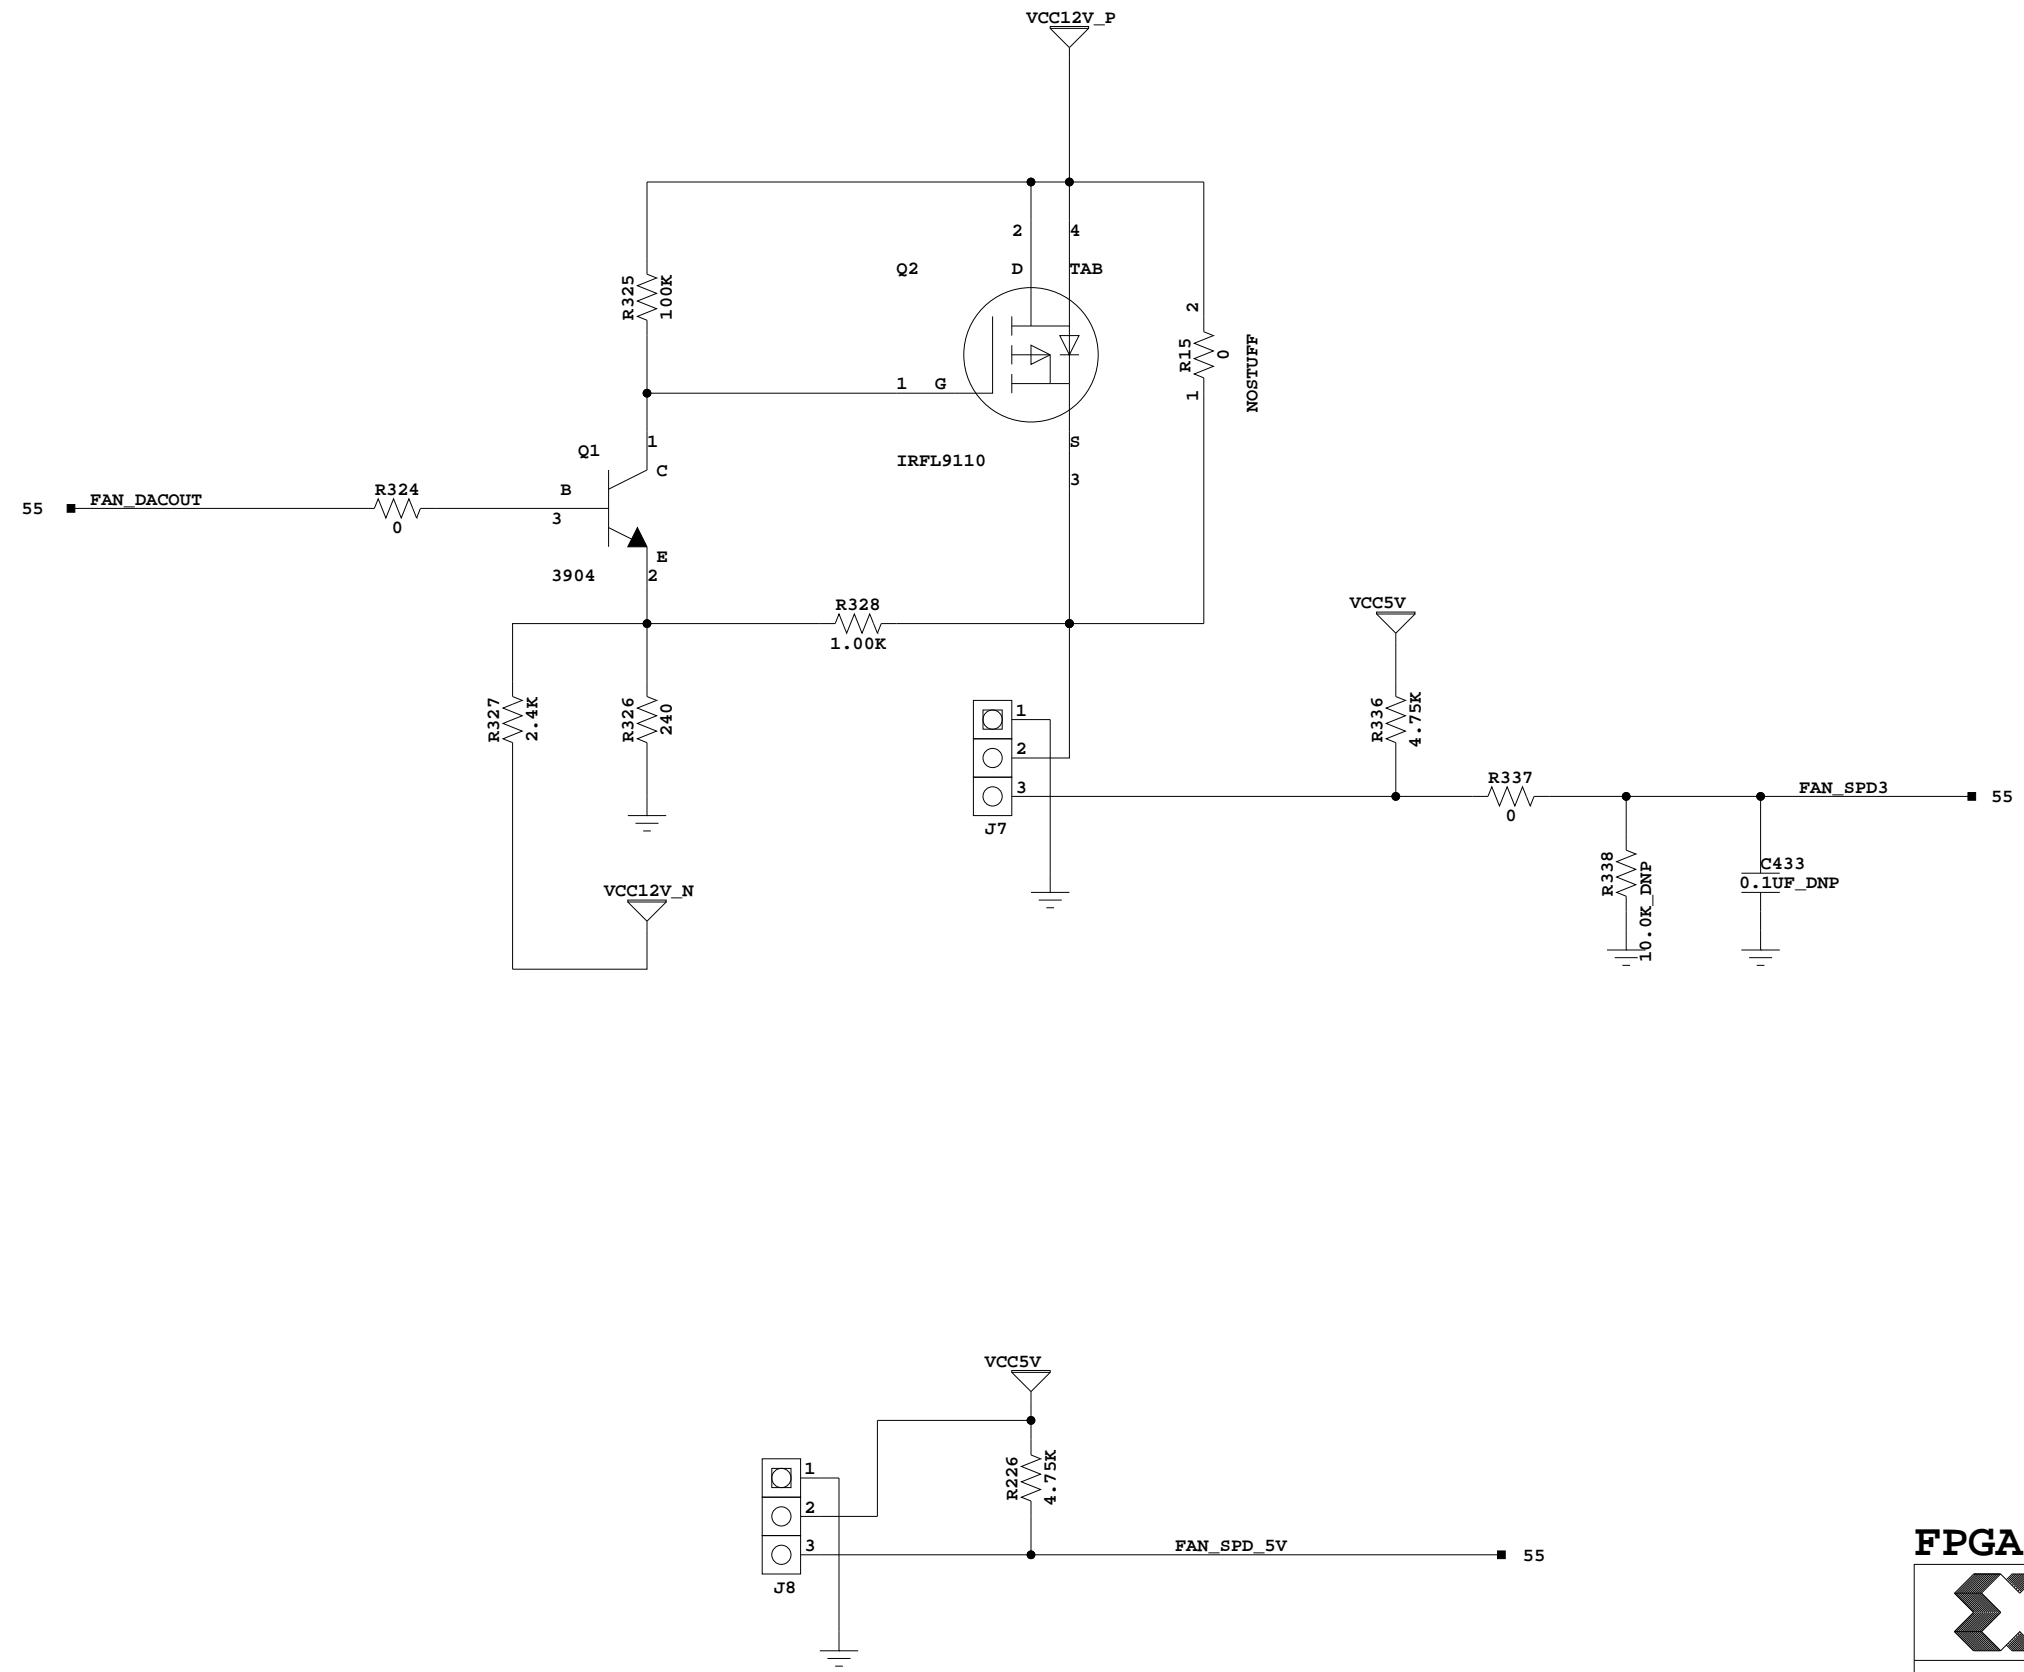 VCC12V_P
2 4
Q2 D TAB
R325 100K
2
R15 0 NOSTUFF
1
1 G
Q1 1 C
S
IRFL9110
3
55 FAN_DACOUT
R324
0
B
3
E
3904 2
R328
1.00K
VCC5V
R327 2.4K
R326 240
1
2
3
J7
R336 4.75K
R337
0
FAN_SPD3 55
R338 10.0K_DNP
C433
0.1UF_DNP
VCC12V_N
VCC5V
R226 4.75K
1
2
3
J8
FAN_SPD_5V 55
FPGA